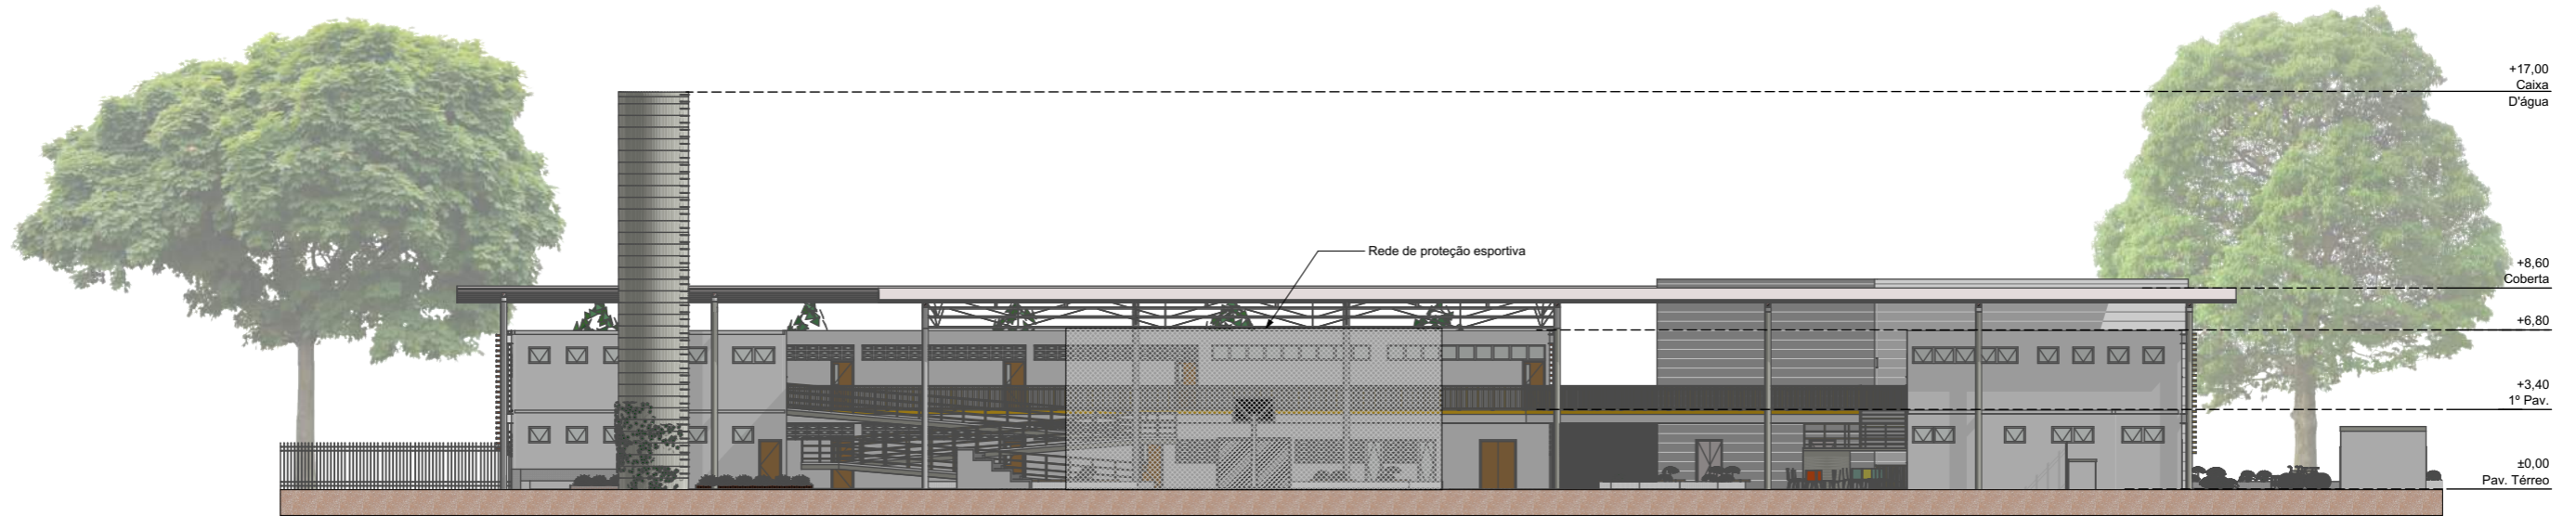 +17,00
Caixa
D'água
Rede de proteção esportiva
+8,60
Coberta
+6,80
+3,40
1º Pav.
±0,00
Pav. Térreo